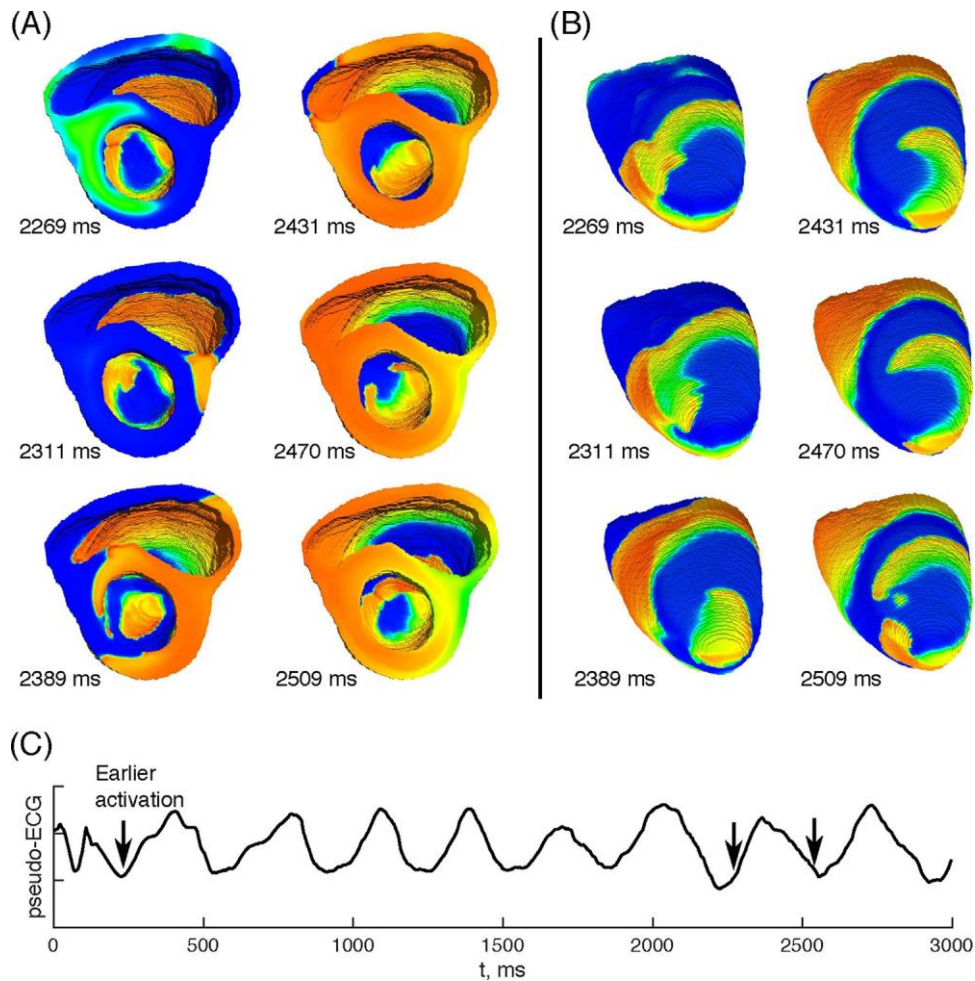 (A)
(B)
2269 ms
2431 ms
2269 ms
2431 ms
2311 ms
2470 ms
2311 ms
2470 ms
2389 ms
2509 ms
2389 ms
2509 ms
(C)
Earlier
activation
pseudo-ECG
0
500
1000
1500
2000
2500
3000
t, ms